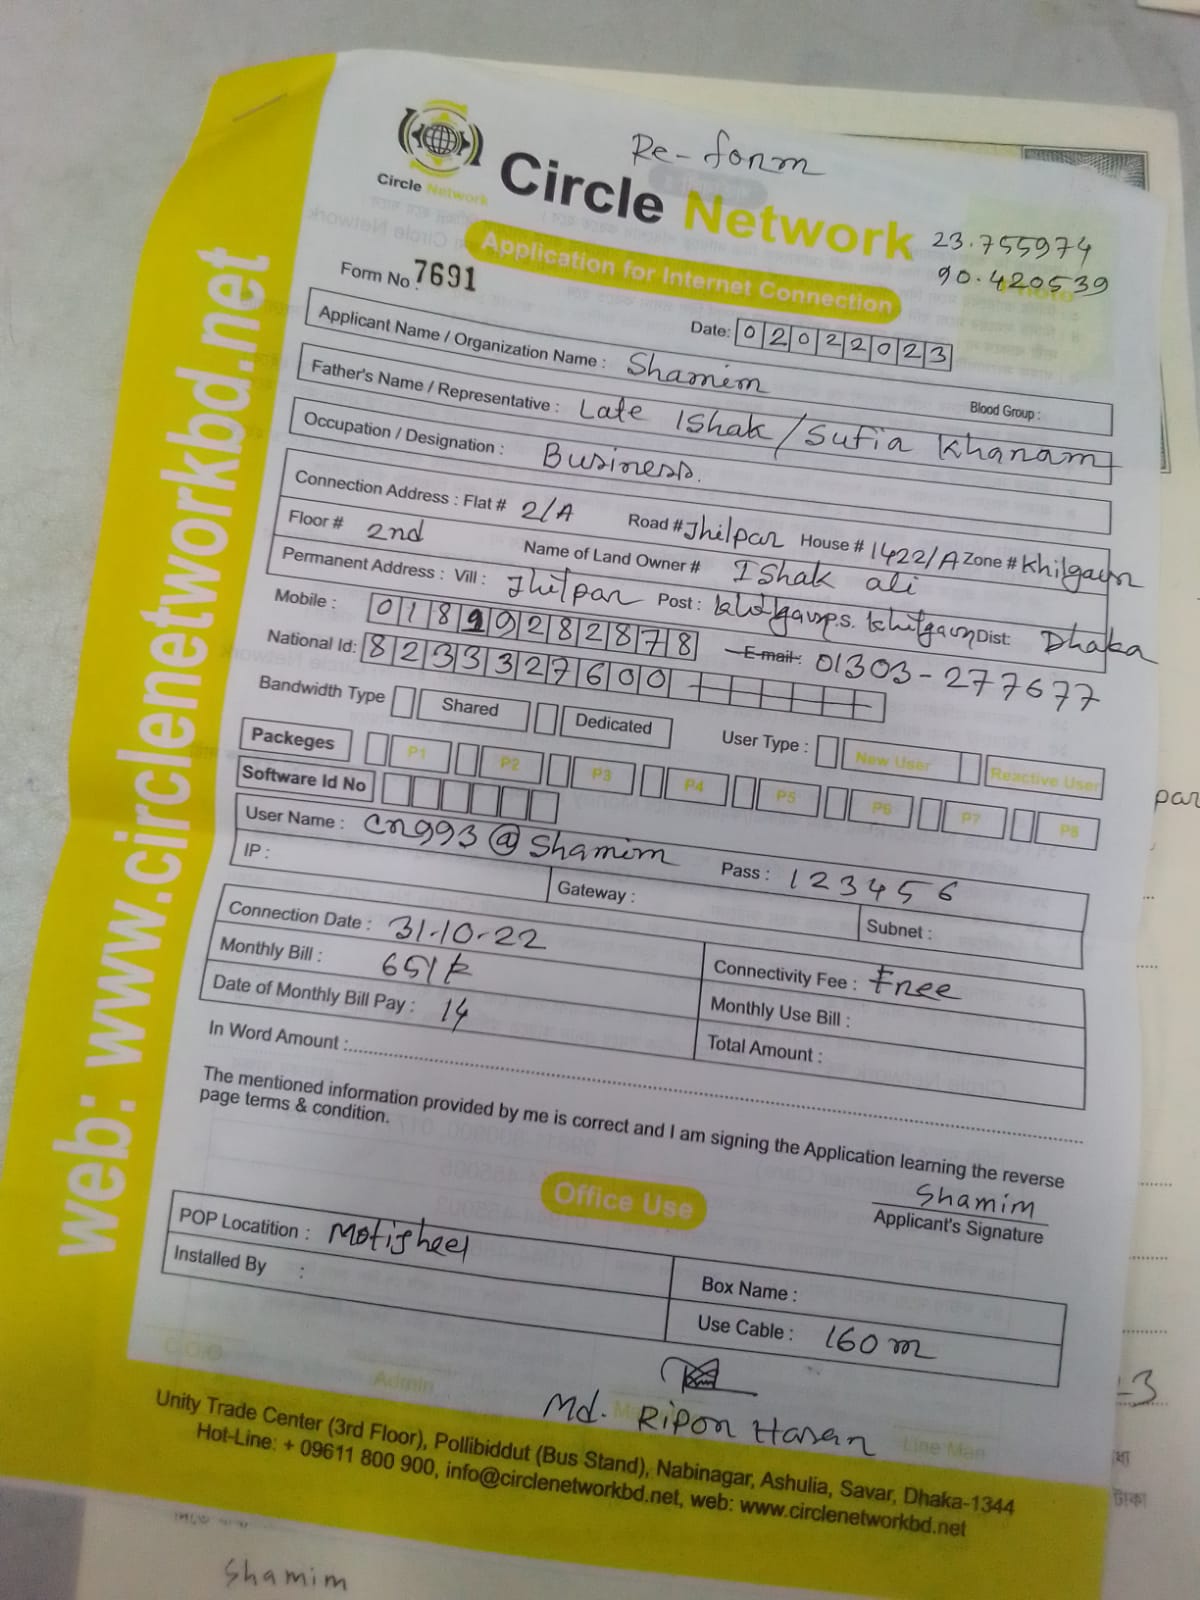 Re-form
Circle Network
Circle Network
23.755974
90.420539
Application for Internet Connection
Form No. 7691
Date: 02022023
Applicant Name / Organization Name : Shamim Blood Group :
Father's Name / Representative : Late IShak / Sufia Khanam
Occupation / Designation : Business.
Connection Address : Flat # 2/A Road # Jhilpar House # 1422/A Zone # Khilgaon
Floor # 2nd Name of Land Owner # IShak ali
Permanent Address : Vill : Jhilpar Post : khilgaon P.S. khilgaon Dist: Dhaka
Mobile : 01899282878 E-mail: 01303-277677
National Id: 8233327600
Bandwidth Type Shared Dedicated User Type : New User Reactive User
Packeges P1 P2 P3 P4 P5 P6 P7 P8
Software Id No
User Name : cn993@Shamim Pass : 123456
IP : Gateway : Subnet :
Connection Date : 31-10-22 Connectivity Fee : Free
Monthly Bill : 651tk Monthly Use Bill :
Date of Monthly Bill Pay : 14 Total Amount :
In Word Amount :
The mentioned information provided by me is correct and I am signing the Application learning the reverse
page terms & condition.
Shamim
Applicant's Signature
Office Use
POP Locatition : Motijheel Box Name :
Installed By : Use Cable : 160 m
Md. Ripon Hasan
Admin Line Man
Unity Trade Center (3rd Floor), Pollibiddut (Bus Stand), Nabinagar, Ashulia, Savar, Dhaka-1344
Hot-Line: + 09611 800 900, info@circlenetworkbd.net, web: www.circlenetworkbd.net
web: www.circlenetworkbd.net
par
-3
টাকা
Shamim